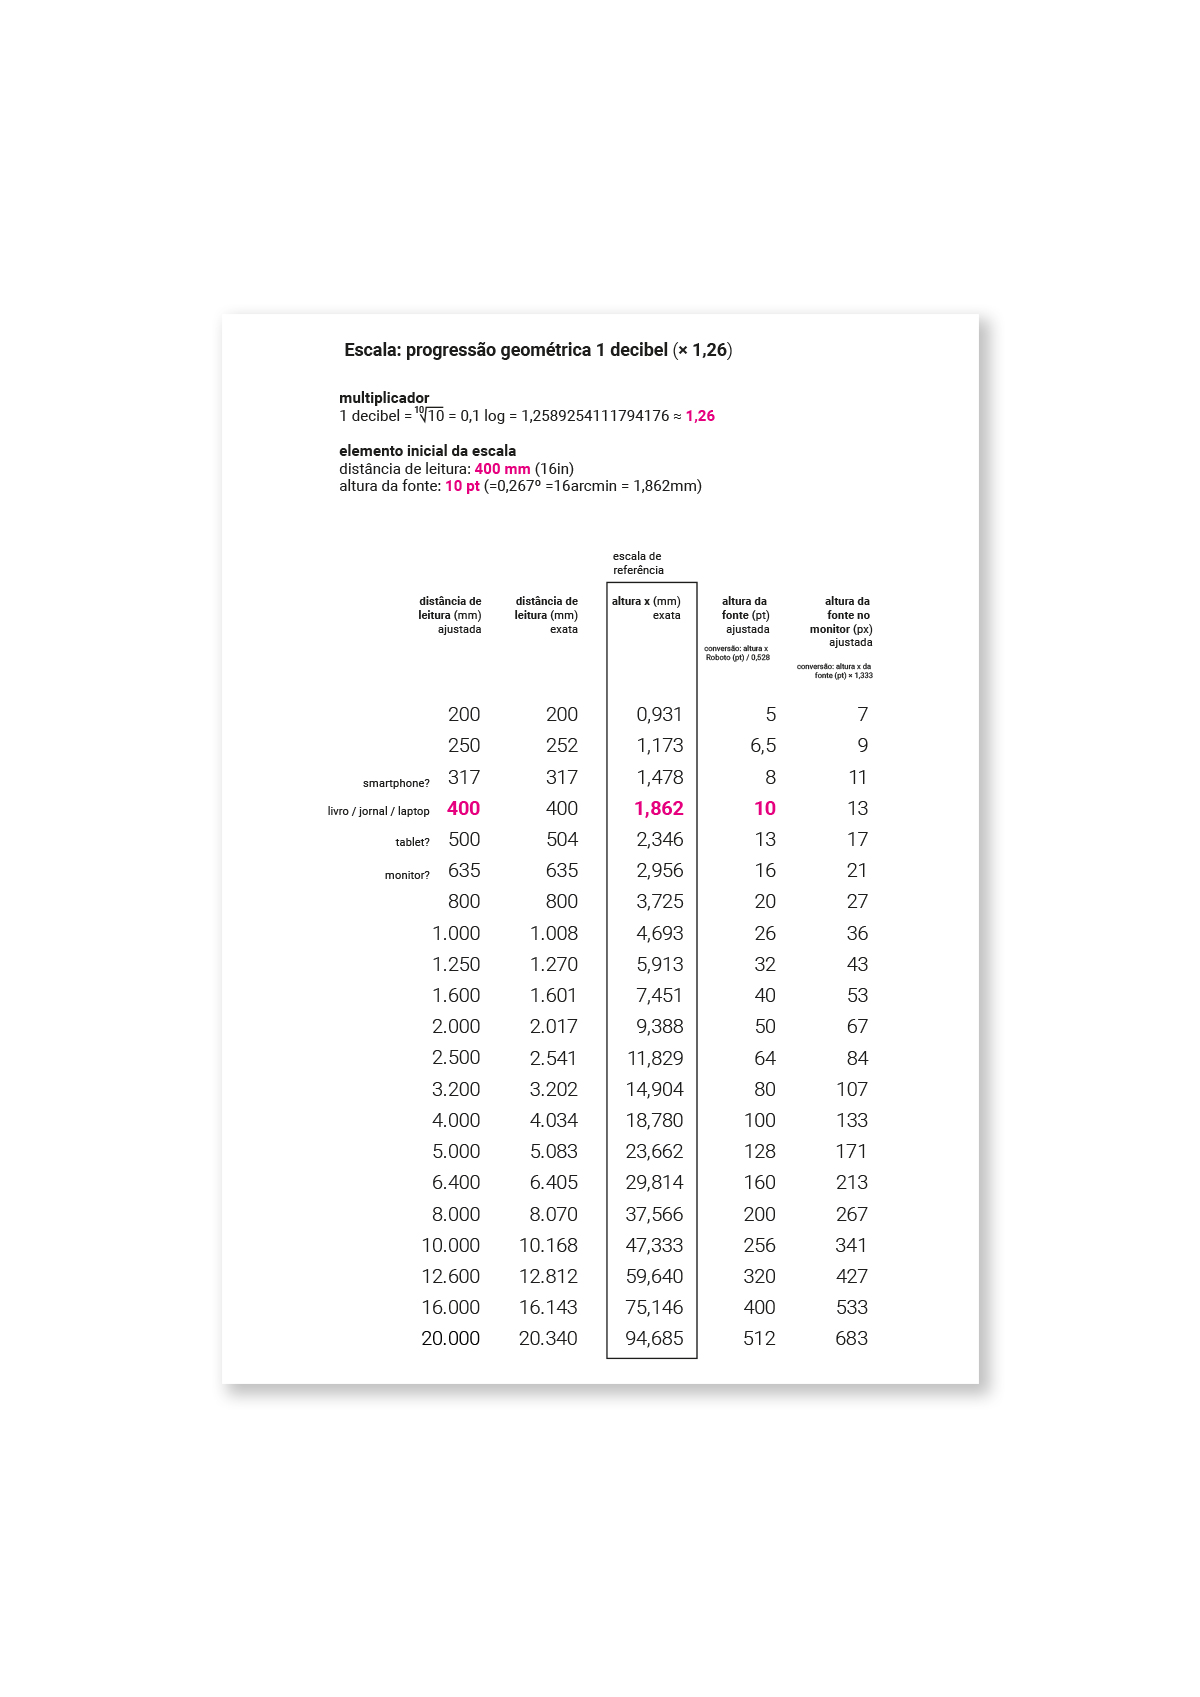 Escala: progressão geométrica 1 decibel (× 1,26)
multiplicador
1 decibel = ¹⁰√10 = 0,1 log = 1,2589254111794176 ≈ 1,26
elemento inicial da escala
distância de leitura: 400 mm (16in)
altura da fonte: 10 pt (=0,267º =16arcmin = 1,862mm)
escala de
referência
distância de leitura (mm) ajustada
distância de leitura (mm) exata
altura x (mm) exata
altura da fonte (pt) ajustada
conversão: altura x
Roboto (pt) / 0,528
altura da fonte no monitor (px) ajustada
conversão: altura x da
fonte (pt) × 1,333
200 200 0,931 5 7
250 252 1,173 6,5 9
smartphone? 317 317 1,478 8 11
livro / jornal / laptop 400 400 1,862 10 13
tablet? 500 504 2,346 13 17
monitor? 635 635 2,956 16 21
800 800 3,725 20 27
1.000 1.008 4,693 26 36
1.250 1.270 5,913 32 43
1.600 1.601 7,451 40 53
2.000 2.017 9,388 50 67
2.500 2.541 11,829 64 84
3.200 3.202 14,904 80 107
4.000 4.034 18,780 100 133
5.000 5.083 23,662 128 171
6.400 6.405 29,814 160 213
8.000 8.070 37,566 200 267
10.000 10.168 47,333 256 341
12.600 12.812 59,640 320 427
16.000 16.143 75,146 400 533
20.000 20.340 94,685 512 683